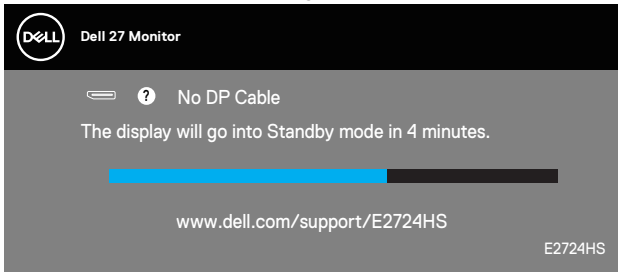 DELL
Dell 27 Monitor
? No DP Cable
The display will go into Standby mode in 4 minutes.
www.dell.com/support/E2724HS
E2724HS